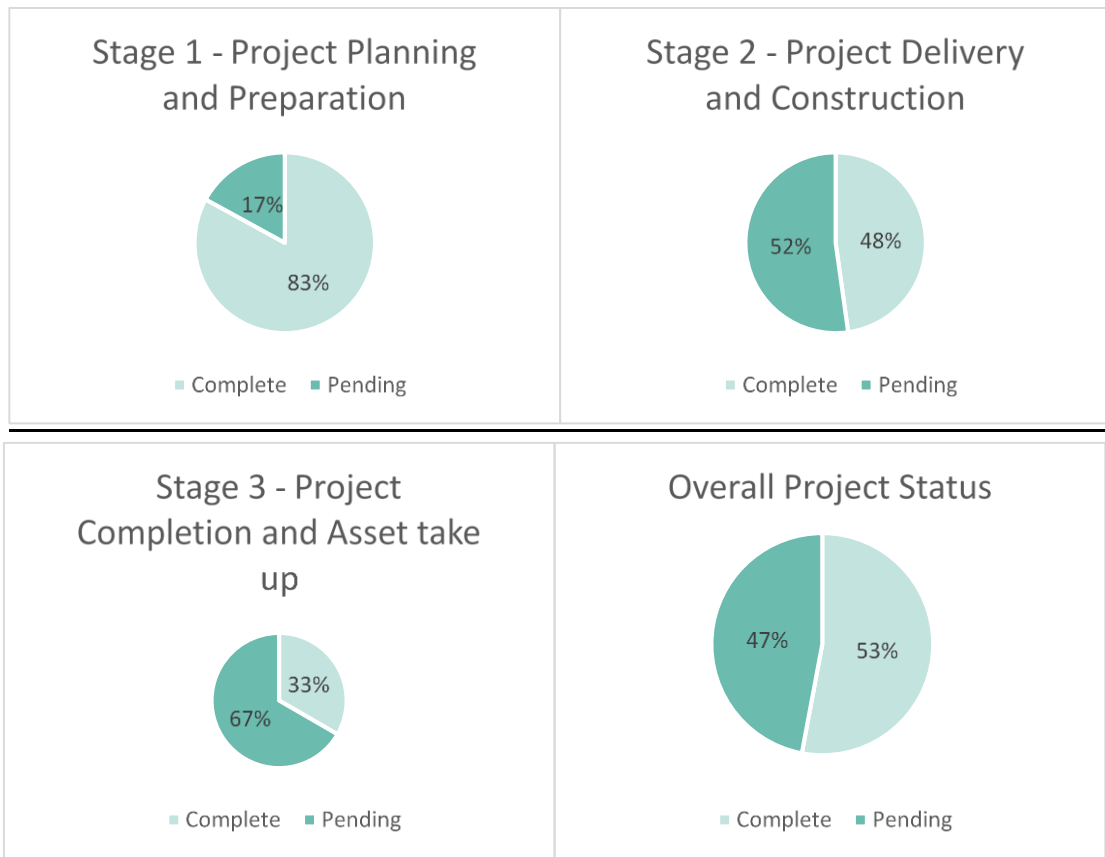 Stage 1 - Project Planning
and Preparation
17%
83%
Complete
Pending
Stage 2 - Project Delivery
and Construction
52%
48%
Complete
Pending
Stage 3 - Project
Completion and Asset take
up
33%
67%
Complete
Pending
Overall Project Status
47%
53%
Complete
Pending